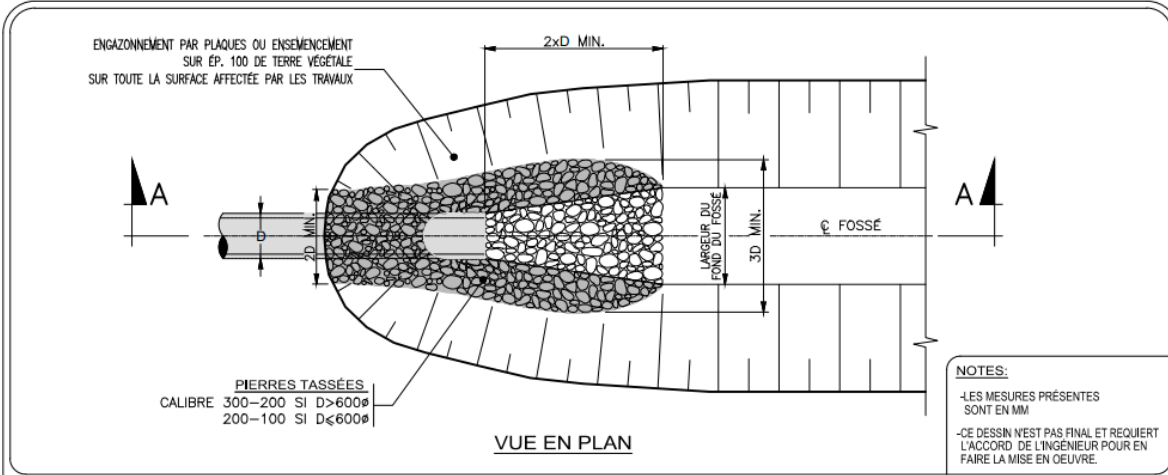 ENGAZONNEMENT PAR PLAQUES OU ENSEMENCEMENT
SUR ÉP. 100 DE TERRE VÉGÉTALE
SUR TOUTE LA SURFACE AFFECTÉE PAR LES TRAVAUX
2xD MIN.
A
A
D
2D MIN.
LARGEUR DU
FOND DU FOSSÉ
3D MIN.
℄ FOSSÉ
PIERRES TASSÉES
CALIBRE 300-200 SI D>600ø
200-100 SI D≤600ø
VUE EN PLAN
NOTES:
-LES MESURES PRÉSENTES
SONT EN MM
-CE DESSIN N'EST PAS FINAL ET REQUIERT
L'ACCORD DE L'INGÉNIEUR POUR EN
FAIRE LA MISE EN OEUVRE.